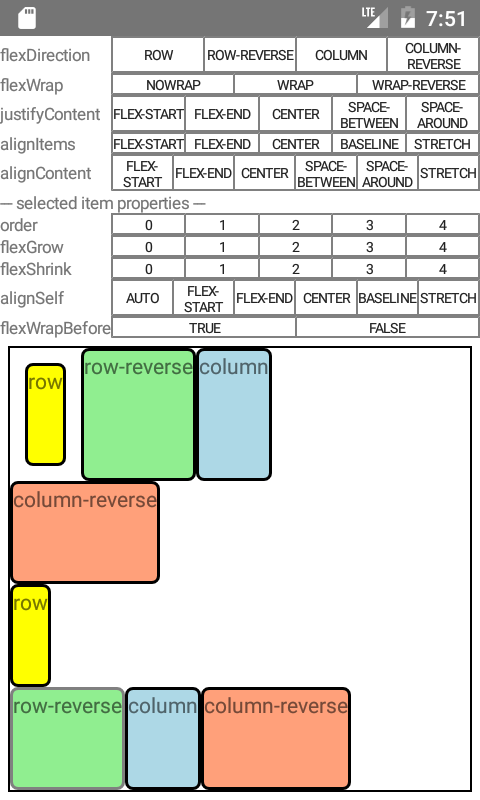 LTE 7:51
flexDirection ROW ROW-REVERSE COLUMN COLUMN-REVERSE
flexWrap NOWRAP WRAP WRAP-REVERSE
justifyContent FLEX-START FLEX-END CENTER SPACE-BETWEEN SPACE-AROUND
alignItems FLEX-START FLEX-END CENTER BASELINE STRETCH
alignContent FLEX-START FLEX-END CENTER SPACE-BETWEEN SPACE-AROUND STRETCH
— selected item properties —
order 0 1 2 3 4
flexGrow 0 1 2 3 4
flexShrink 0 1 2 3 4
alignSelf AUTO FLEX-START FLEX-END CENTER BASELINE STRETCH
flexWrapBefore TRUE FALSE
row row-reverse column
column-reverse
row
row-reverse column column-reverse